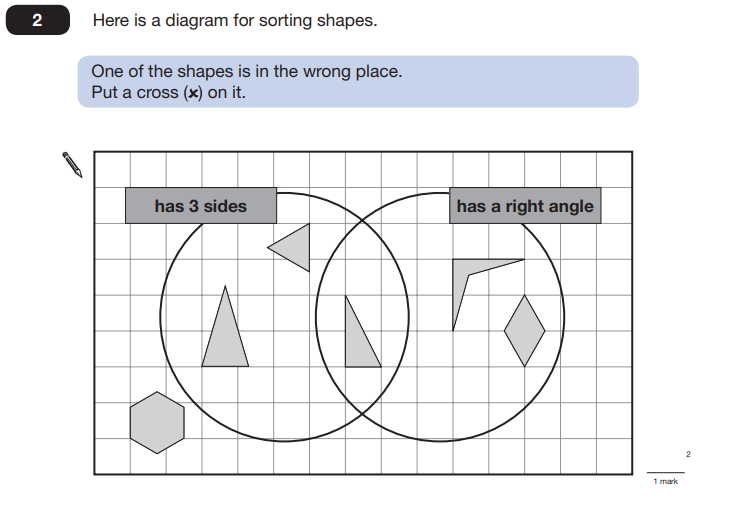 2
Here is a diagram for sorting shapes.
One of the shapes is in the wrong place.
Put a cross (✘) on it.
has 3 sides
has a right angle
2
1 mark